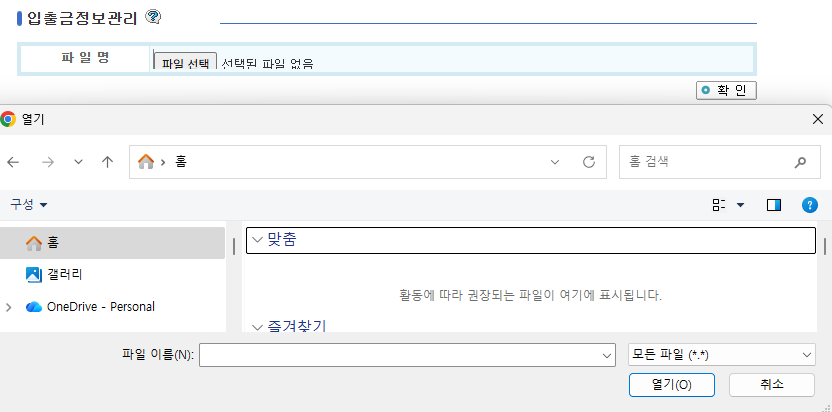 입출금정보관리
파 일 명 파일 선택 선택된 파일 없음
확 인
열기
홈 홈 검색
구성
홈
갤러리
OneDrive - Personal
맞춤
활동에 따라 권장되는 파일이 여기에 표시됩니다.
즐겨찾기
파일 이름(N): 모든 파일 (*.*)
열기(O) 취소